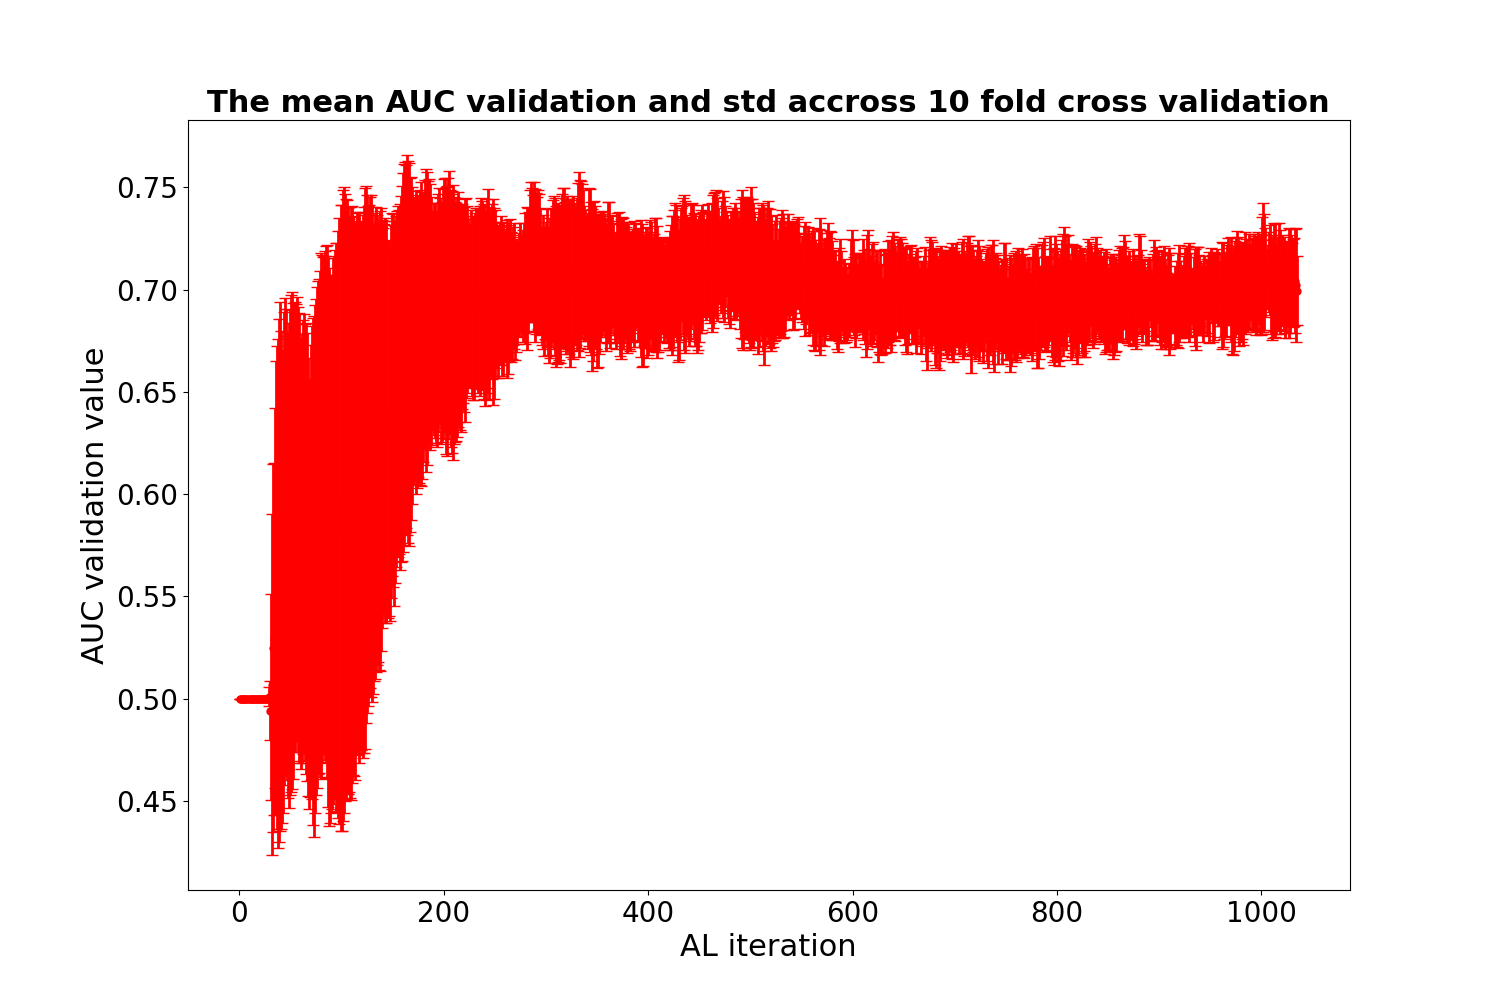 The mean AUC validation and std accross 10 fold cross validation
0.75
0.70
0.65
0.60
0.55
0.50
0.45
AUC validation value
0 200 400 600 800 1000
AL iteration